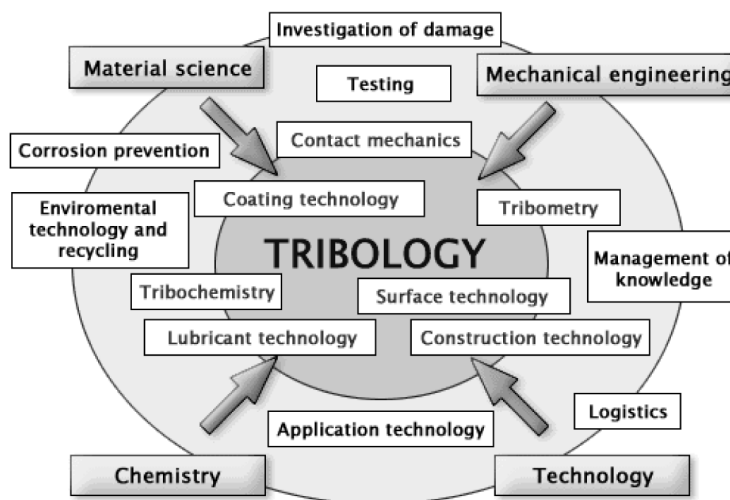 Investigation of damage
Material science
Mechanical engineering
Testing
Contact mechanics
Corrosion prevention
Coating technology
Tribometry
Enviromental
technology and
recycling
TRIBOLOGY
Management of
knowledge
Tribochemistry
Surface technology
Lubricant technology
Construction technology
Logistics
Application technology
Chemistry
Technology